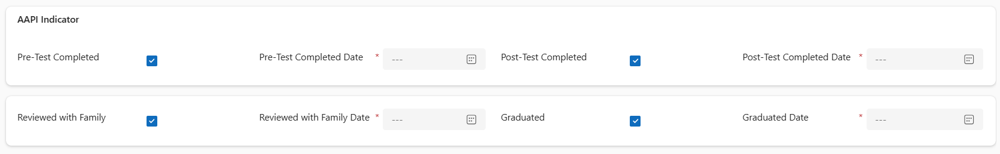 AAPI Indicator
Pre-Test Completed Pre-Test Completed Date * --- Post-Test Completed Post-Test Completed Date * ---
Reviewed with Family Reviewed with Family Date * --- Graduated Graduated Date * ---